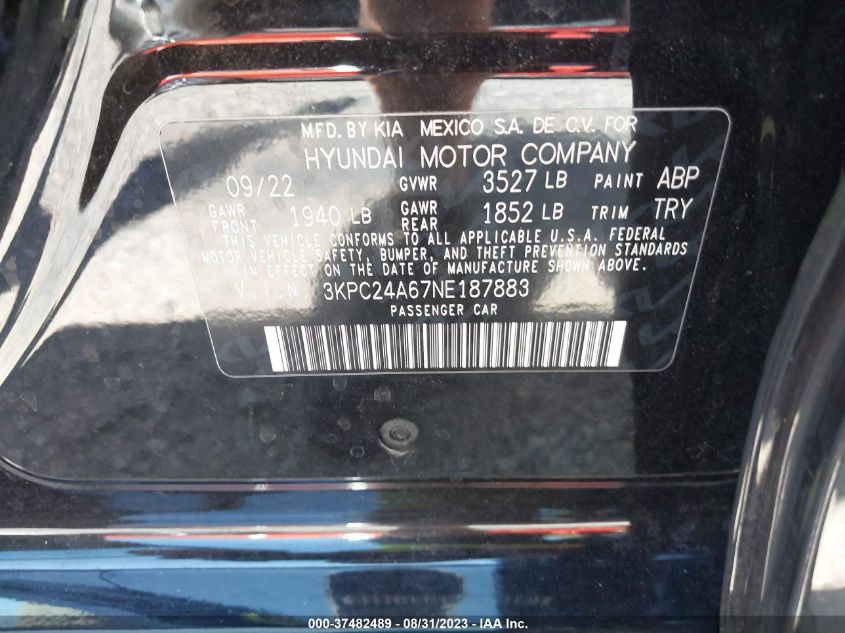 MFD. BY KIA MEXICO S.A. DE C.V. FOR
HYUNDAI MOTOR COMPANY
09/22 GVWR 3527 LB PAINT ABP
GAWR FRONT 1940 LB GAWR REAR 1852 LB TRIM TRY
THIS VEHICLE CONFORMS TO ALL APPLICABLE U.S.A. FEDERAL
MOTOR VEHICLE SAFETY, BUMPER, AND THEFT PREVENTION STANDARDS
IN EFFECT ON THE DATE OF MANUFACTURE SHOWN ABOVE.
V.I.N. 3KPC24A67NE187883
PASSENGER CAR
000-37482489 - 08/31/2023 - IAA Inc.